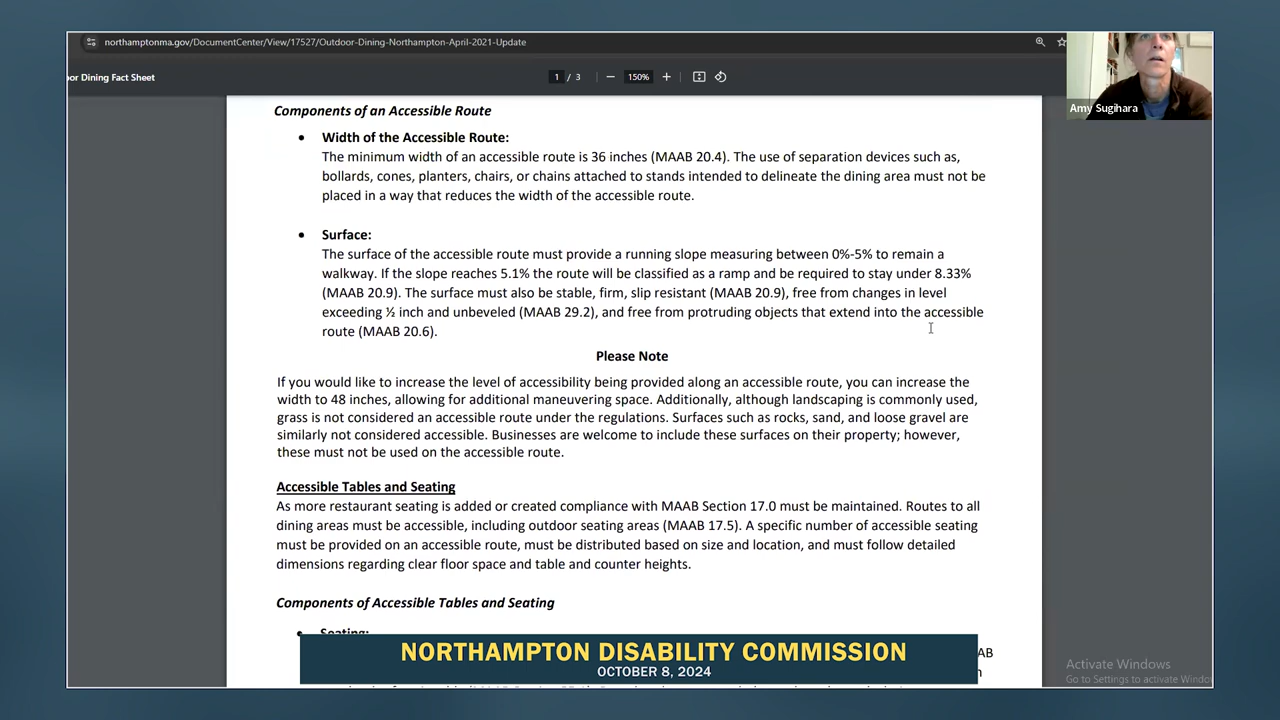 northamptonma.gov/DocumentCenter/View/17527/Outdoor-Dining-Northampton-April-2021-Update
or Dining Fact Sheet
1 / 3
150%
Amy Sugihara
Components of an Accessible Route
• Width of the Accessible Route:
The minimum width of an accessible route is 36 inches (MAAB 20.4). The use of separation devices such as,
bollards, cones, planters, chairs, or chains attached to stands intended to delineate the dining area must not be
placed in a way that reduces the width of the accessible route.
• Surface:
The surface of the accessible route must provide a running slope measuring between 0%-5% to remain a
walkway. If the slope reaches 5.1% the route will be classified as a ramp and be required to stay under 8.33%
(MAAB 20.9). The surface must also be stable, firm, slip resistant (MAAB 20.9), free from changes in level
exceeding ½ inch and unbeveled (MAAB 29.2), and free from protruding objects that extend into the accessible
route (MAAB 20.6).
Please Note
If you would like to increase the level of accessibility being provided along an accessible route, you can increase the
width to 48 inches, allowing for additional maneuvering space. Additionally, although landscaping is commonly used,
grass is not considered an accessible route under the regulations. Surfaces such as rocks, sand, and loose gravel are
similarly not considered accessible. Businesses are welcome to include these surfaces on their property; however,
these must not be used on the accessible route.
Accessible Tables and Seating
As more restaurant seating is added or created compliance with MAAB Section 17.0 must be maintained. Routes to all
dining areas must be accessible, including outdoor seating areas (MAAB 17.5). A specific number of accessible seating
must be provided on an accessible route, must be distributed based on size and location, and must follow detailed
dimensions regarding clear floor space and table and counter heights.
Components of Accessible Tables and Seating
• Seating:
AB
NORTHAMPTON DISABILITY COMMISSION
OCTOBER 8, 2024
Activate Windows
Go to Settings to activate Windo